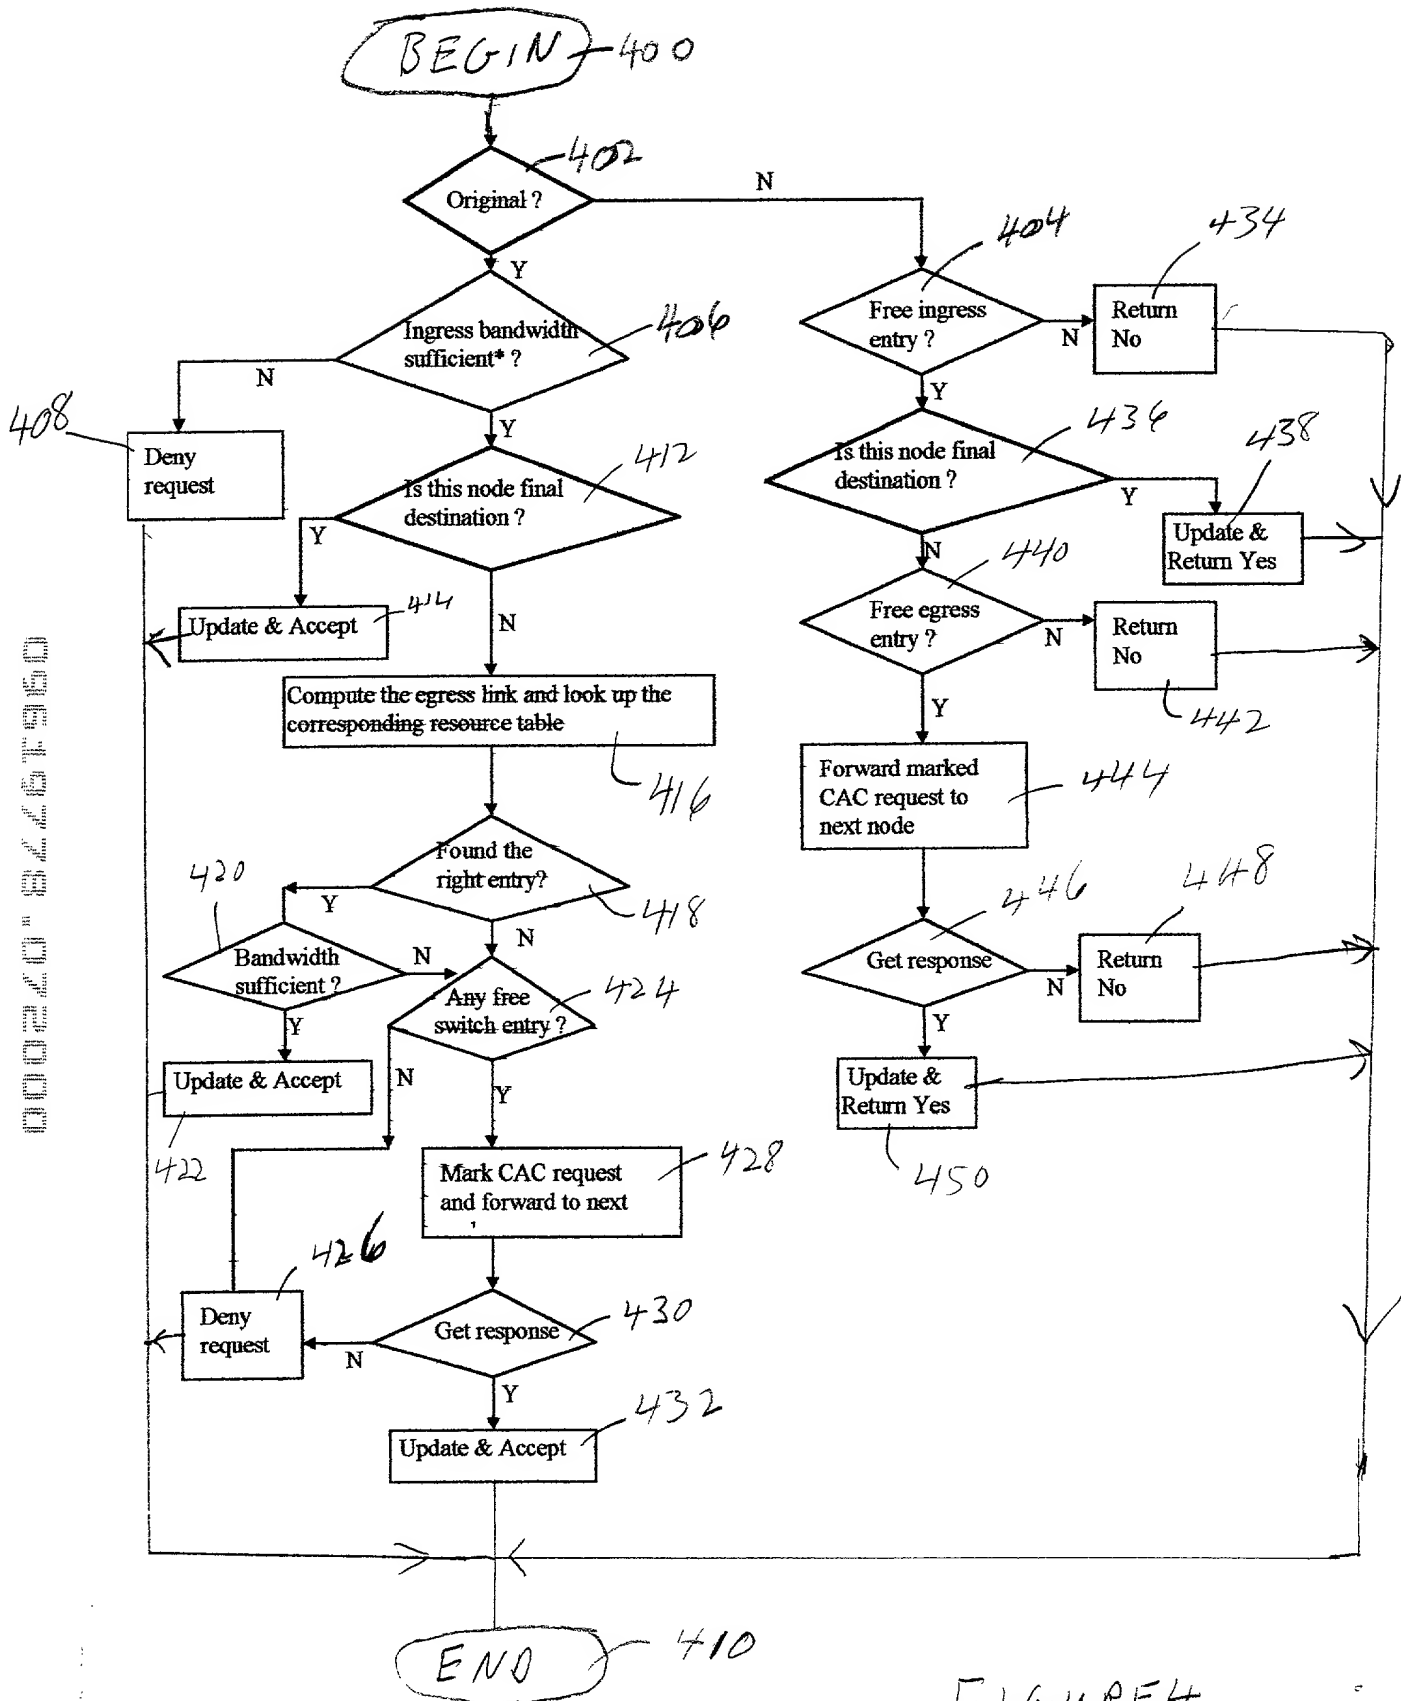 BEGIN 400
402
Original ?
N
Y
404
434
Free ingress
entry ?
N
Return
No
Ingress bandwidth
sufficient* ?
406
N
Y
Y
408
Deny
request
412
Is this node final
destination ?
Y
N
436
Is this node final
destination ?
Y
N
438
Update &
Return Yes
414
Update & Accept
440
Free egress
entry ?
N
Y
Return
No
442
Compute the egress link and look up the
corresponding resource table
416
Forward marked
CAC request to
next node
444
Found the
right entry?
418
Y
N
420
Bandwidth
sufficient ?
N
Y
Any free
switch entry ?
424
N
Y
446
Get response
N
Y
448
Return
No
Update & Accept
422
Update &
Return Yes
450
Mark CAC request
and forward to next
428
426
Deny
request
Get response
430
N
Y
432
Update & Accept
END 410
FIGURE 4
09619778.072000